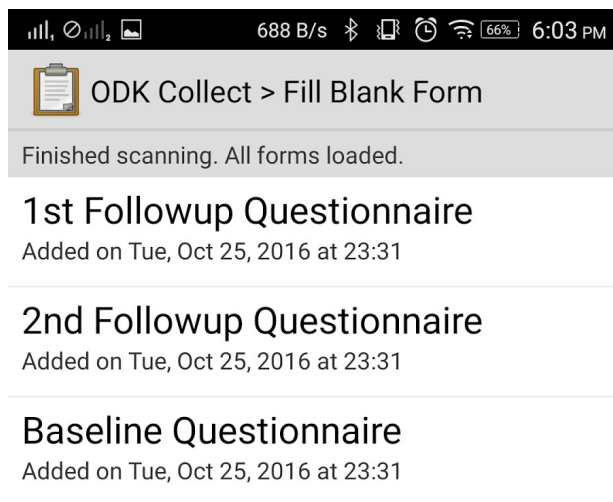 688 B/s 66% 6:03 PM
ODK Collect > Fill Blank Form
Finished scanning. All forms loaded.
1st Followup Questionnaire
Added on Tue, Oct 25, 2016 at 23:31
2nd Followup Questionnaire
Added on Tue, Oct 25, 2016 at 23:31
Baseline Questionnaire
Added on Tue, Oct 25, 2016 at 23:31